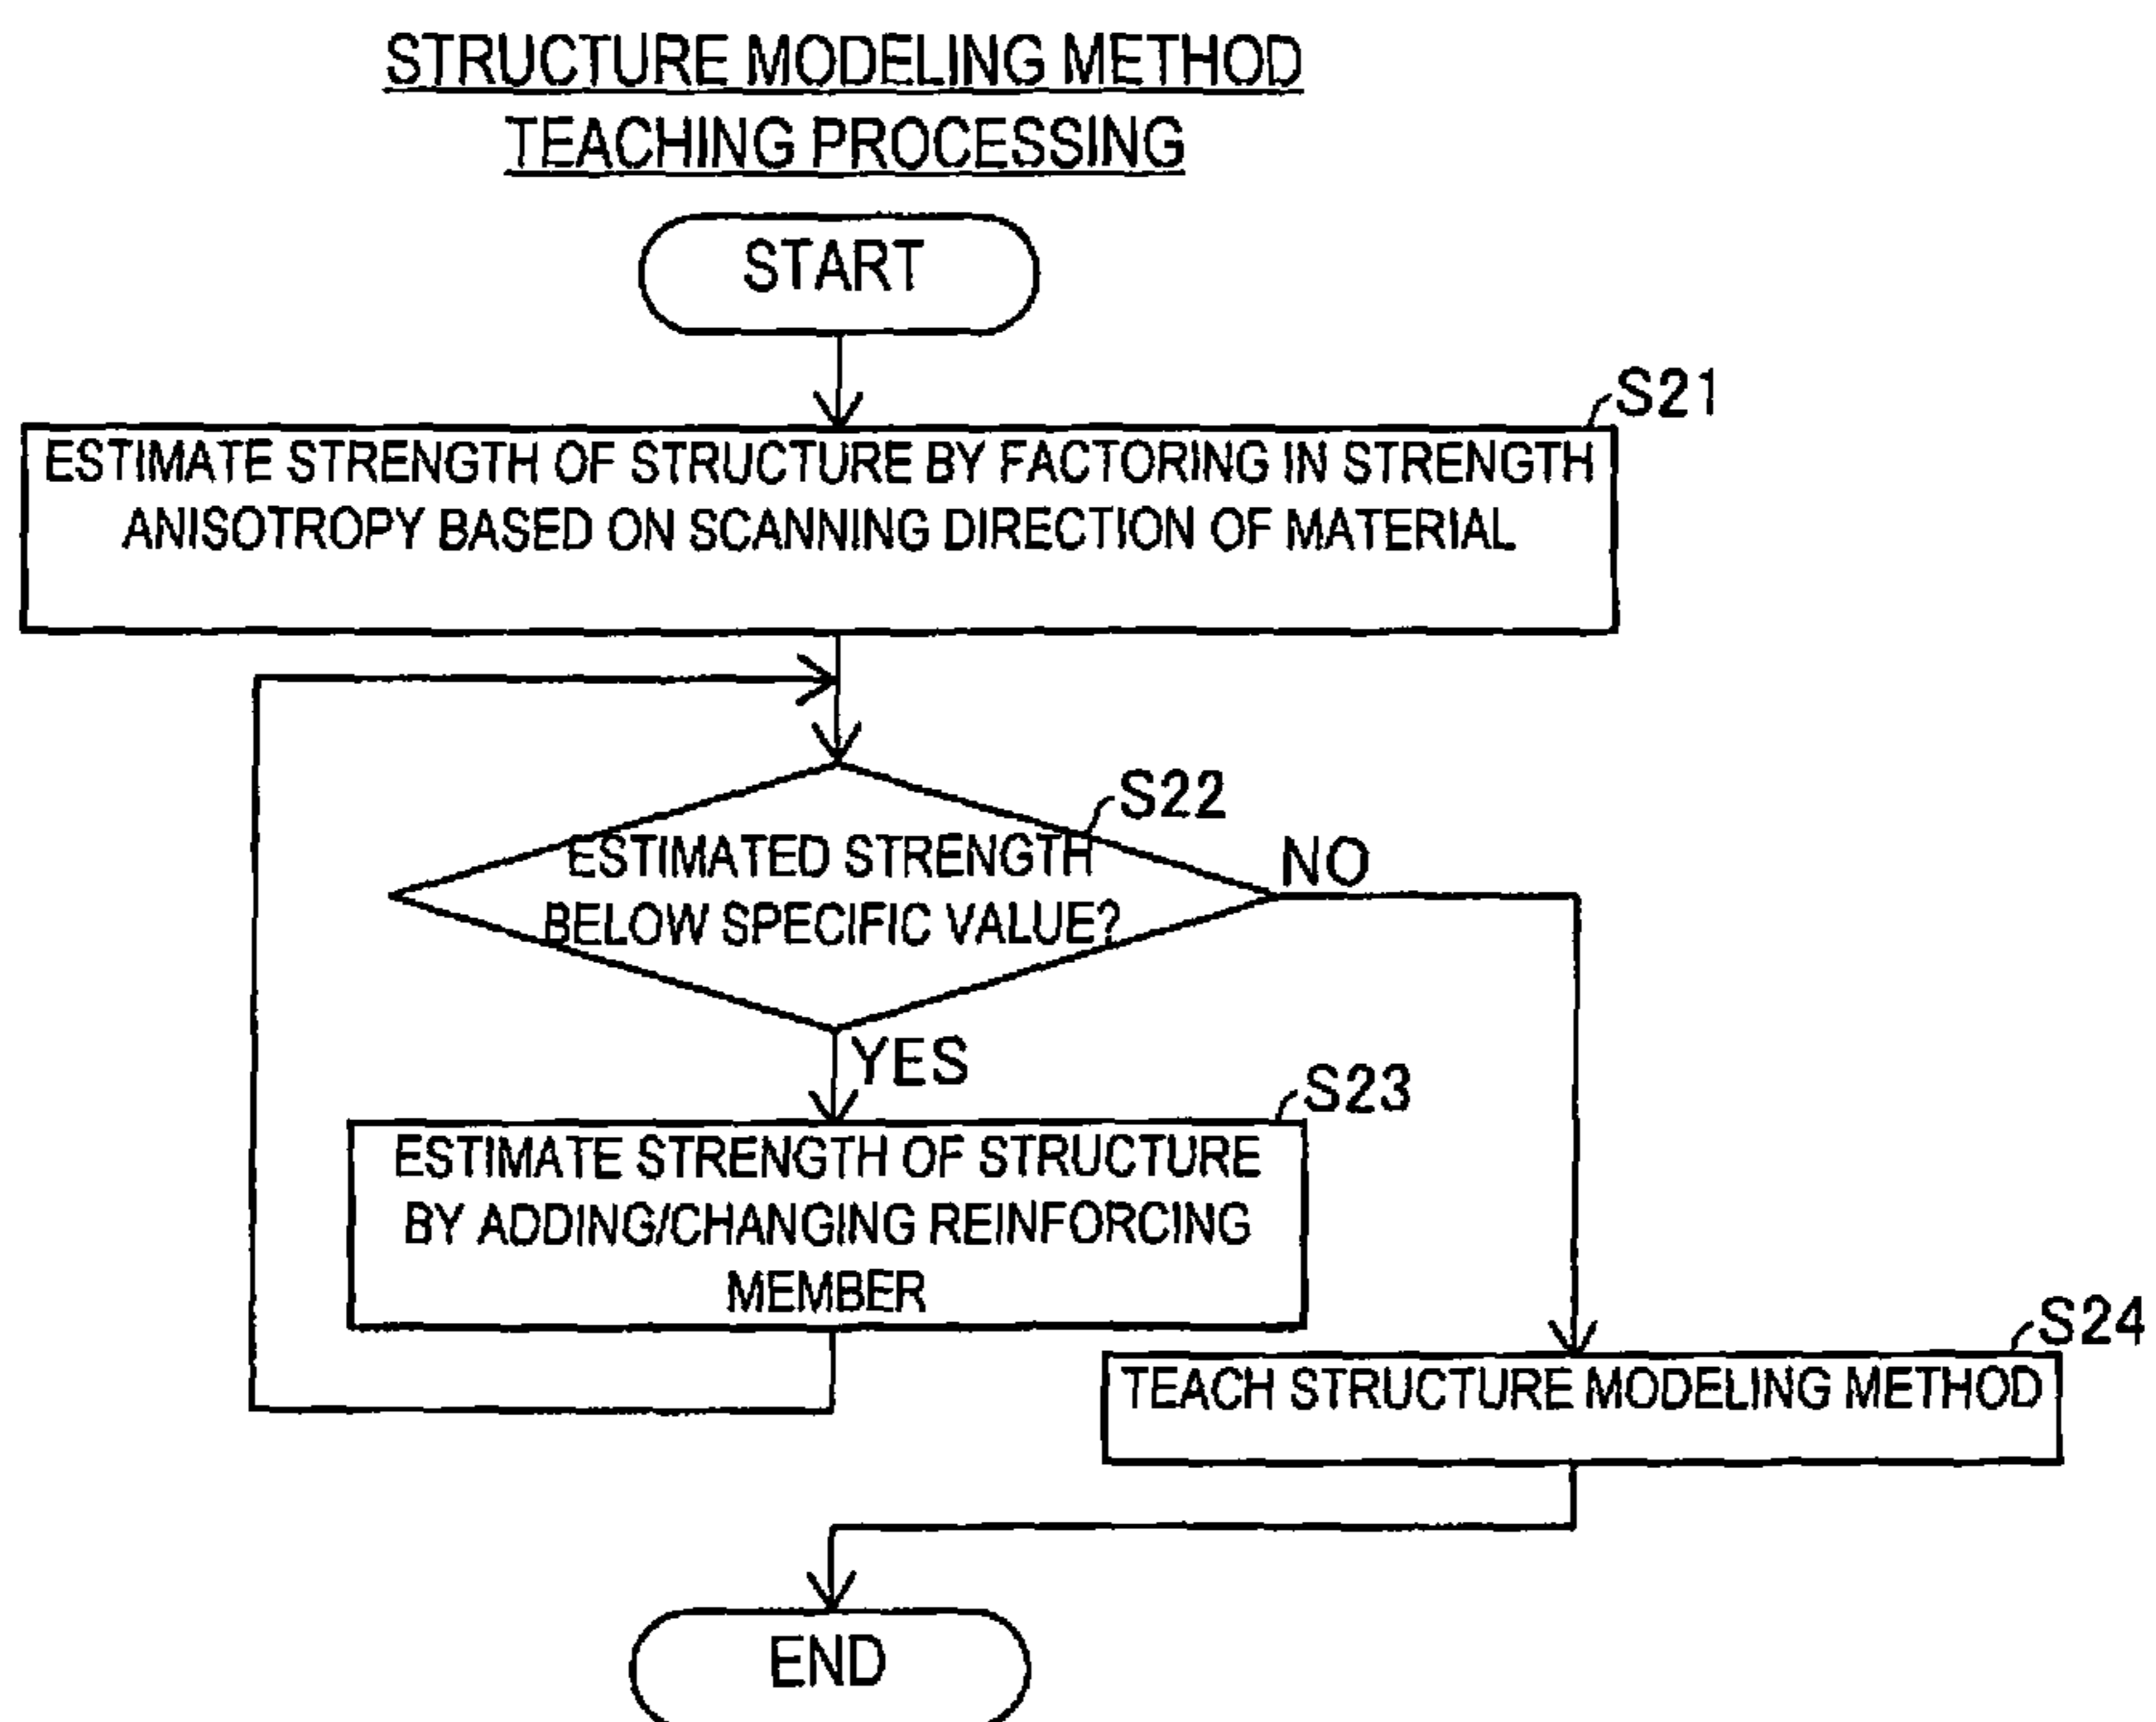 STRUCTURE MODELING METHOD
TEACHING PROCESSING
START
S21
ESTIMATE STRENGTH OF STRUCTURE BY FACTORING IN STRENGTH
ANISOTROPY BASED ON SCANNING DIRECTION OF MATERIAL
S22
ESTIMATED STRENGTH
BELOW SPECIFIC VALUE?
NO
YES
S23
ESTIMATE STRENGTH OF STRUCTURE
BY ADDING/CHANGING REINFORCING
MEMBER
S24
TEACH STRUCTURE MODELING METHOD
END